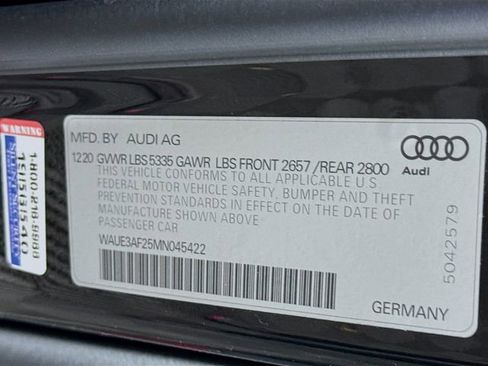 MFD. BY AUDI AG
12 20 GVWR LBS 5335 GAWR LBS FRONT 2657 /REAR 2800
THIS VEHICLE CONFORMS TO ALL APPLICABLE U S
FEDERAL MOTOR VEHICLE SAFETY, BUMPER AND THEFT
PREVENTION STANDARDS IN EFFECT ON THE DATE OF
MANUFACTURE SHOWN ABOVE
PASSENGER CAR
WAUE3AF25MN045422
GERMANY
5042579
WARNING